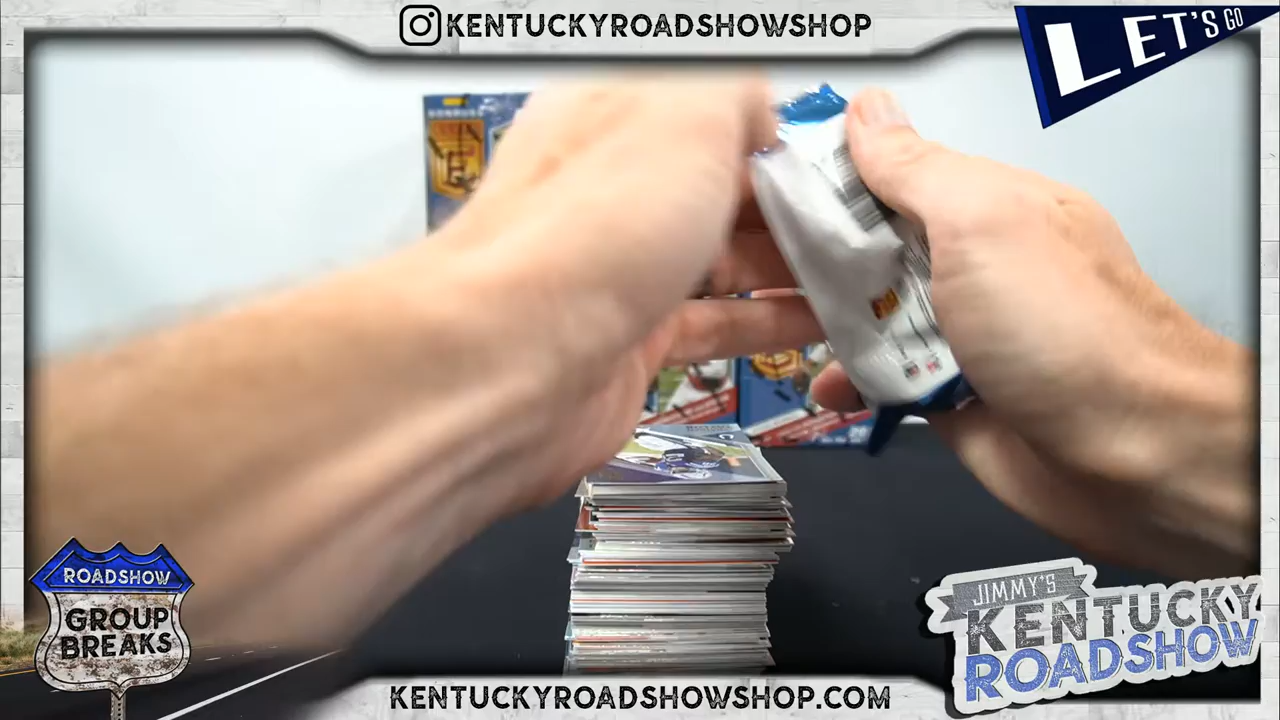 KENTUCKYROADSHOWSHOP
LET'S GO
ROADSHOW
GROUP
BREAKS
JIMMY'S
KENTUCKY
ROADSHOW
KENTUCKYROADSHOWSHOP.COM